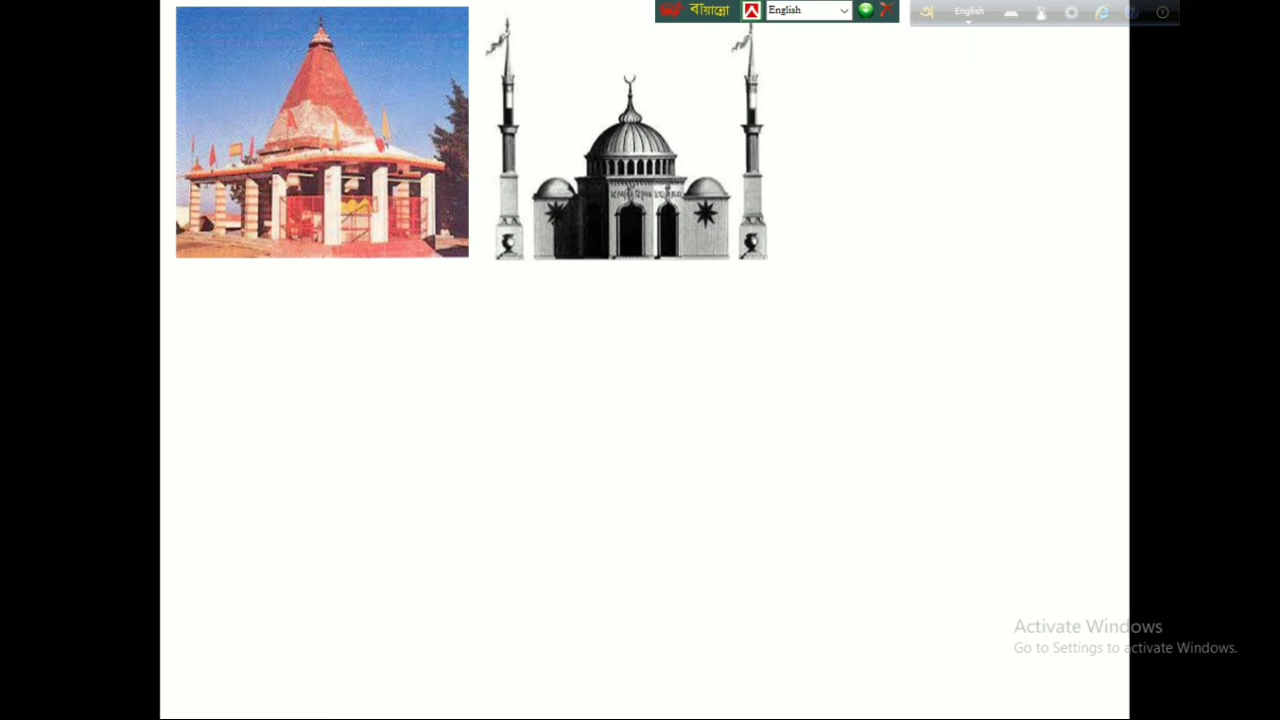 বায়ান্নো
English
English
Activate Windows
Go to Settings to activate Windows.